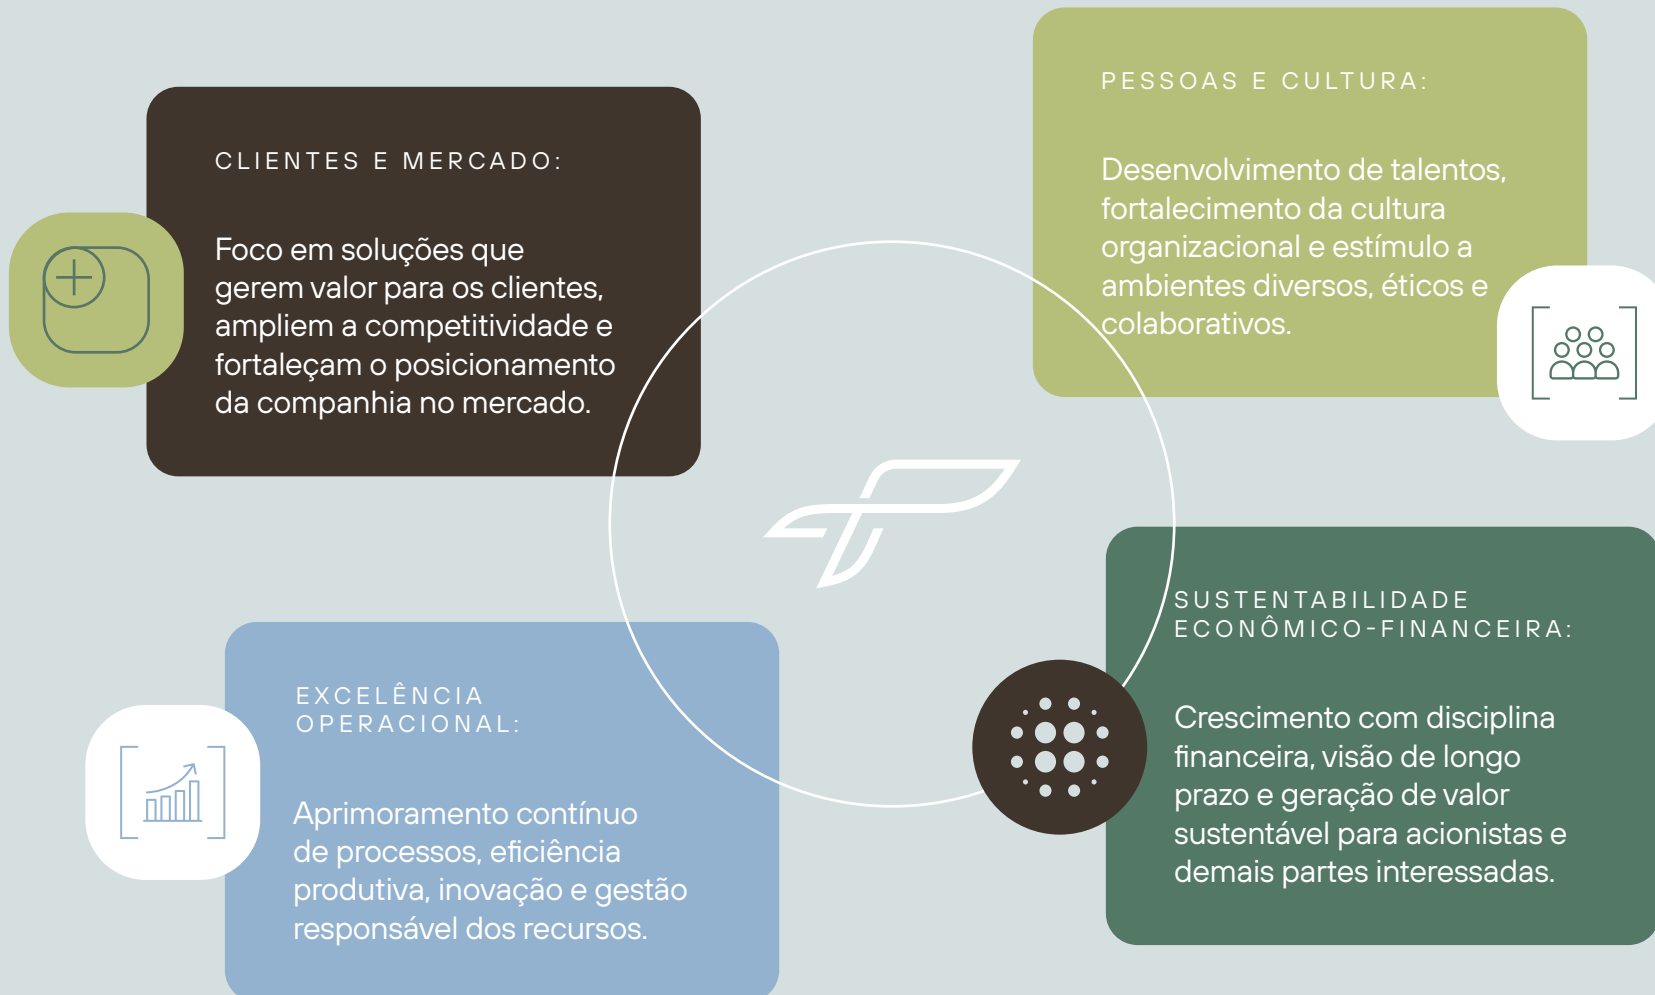 CLIENTES E MERCADO:
Foco em soluções que
gerem valor para os clientes,
ampliem a competitividade e
fortaleçam o posicionamento
da companhia no mercado.
PESSOAS E CULTURA:
Desenvolvimento de talentos,
fortalecimento da cultura
organizacional e estímulo a
ambientes diversos, éticos e
colaborativos.
EXCELÊNCIA
OPERACIONAL:
Aprimoramento contínuo
de processos, eficiência
produtiva, inovação e gestão
responsável dos recursos.
SUSTENTABILIDADE
ECONÔMICO-FINANCEIRA:
Crescimento com disciplina
financeira, visão de longo
prazo e geração de valor
sustentável para acionistas e
demais partes interessadas.